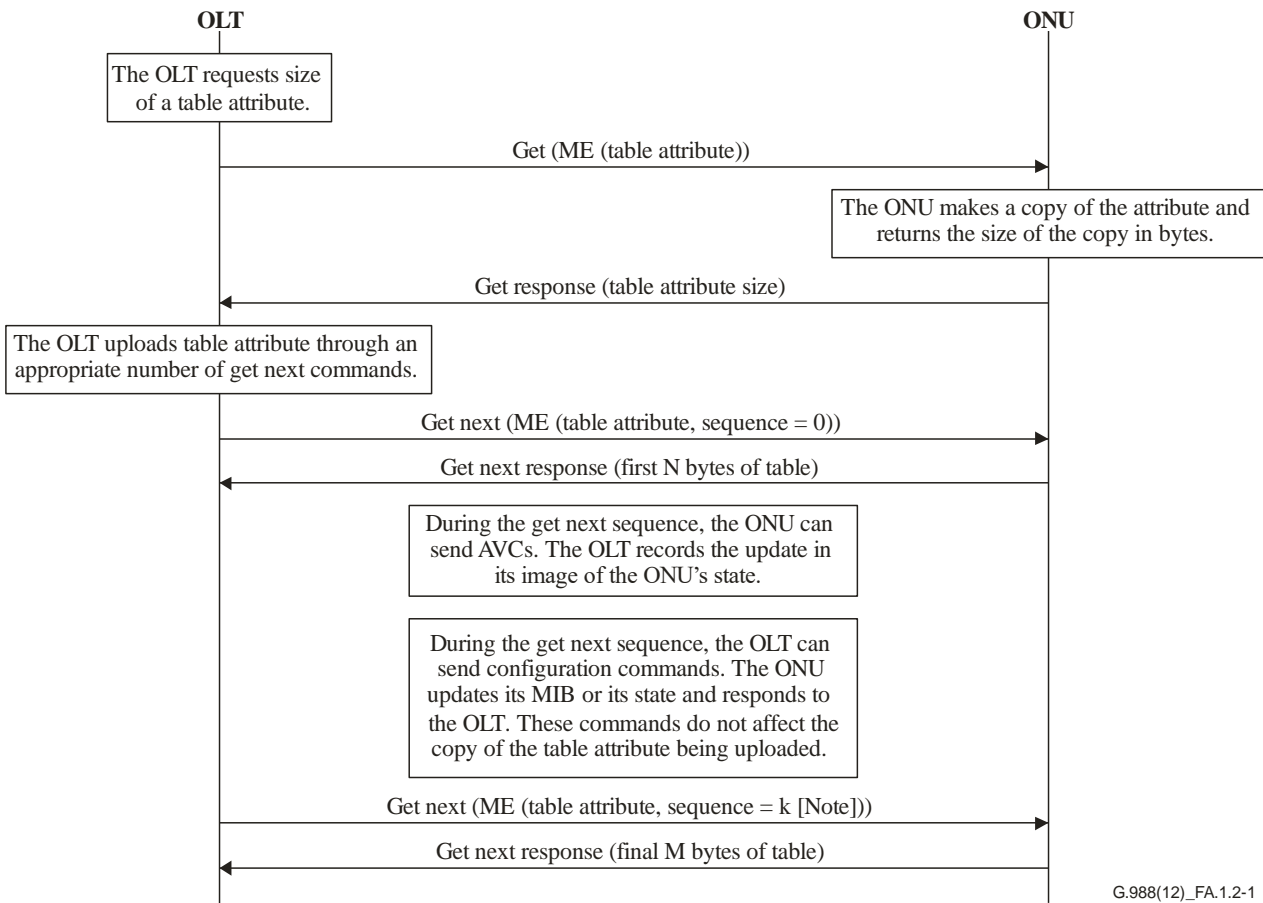 OLT
ONU
The OLT requests size
of a table attribute.
Get (ME (table attribute))
The ONU makes a copy of the attribute and
returns the size of the copy in bytes.
Get response (table attribute size)
The OLT uploads table attribute through an
appropriate number of get next commands.
Get next (ME (table attribute, sequence = 0))
Get next response (first N bytes of table)
During the get next sequence, the ONU can
send AVCs. The OLT records the update in
its image of the ONU's state.
During the get next sequence, the OLT can
send configuration commands. The ONU
updates its MIB or its state and responds to
the OLT. These commands do not affect the
copy of the table attribute being uploaded.
Get next (ME (table attribute, sequence = k [Note]))
Get next response (final M bytes of table)
G.988(12)_FA.1.2-1